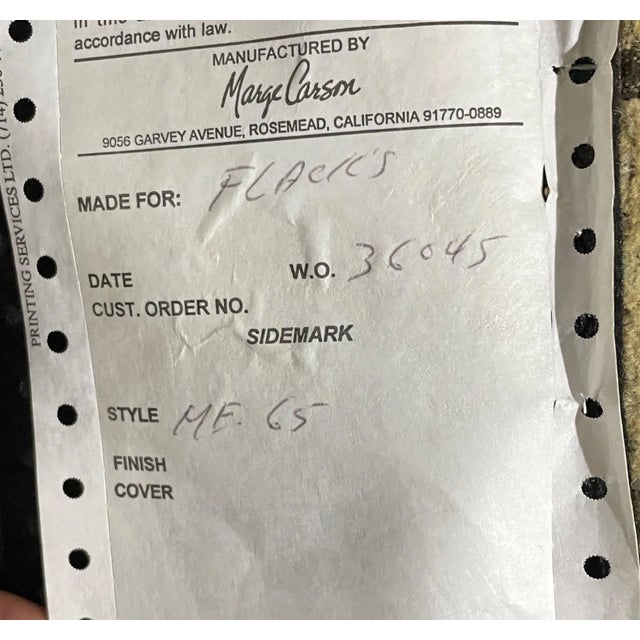 accordance with law.
MANUFACTURED BY
Marge Carson
9056 GARVEY AVENUE, ROSEMEAD, CALIFORNIA 91770-0889
MADE FOR: FLACK'S
DATE W.O. 36045
CUST. ORDER NO.
SIDEMARK
STYLE MF. 65
FINISH
COVER
PRINTING SERVICES LTD. (714)